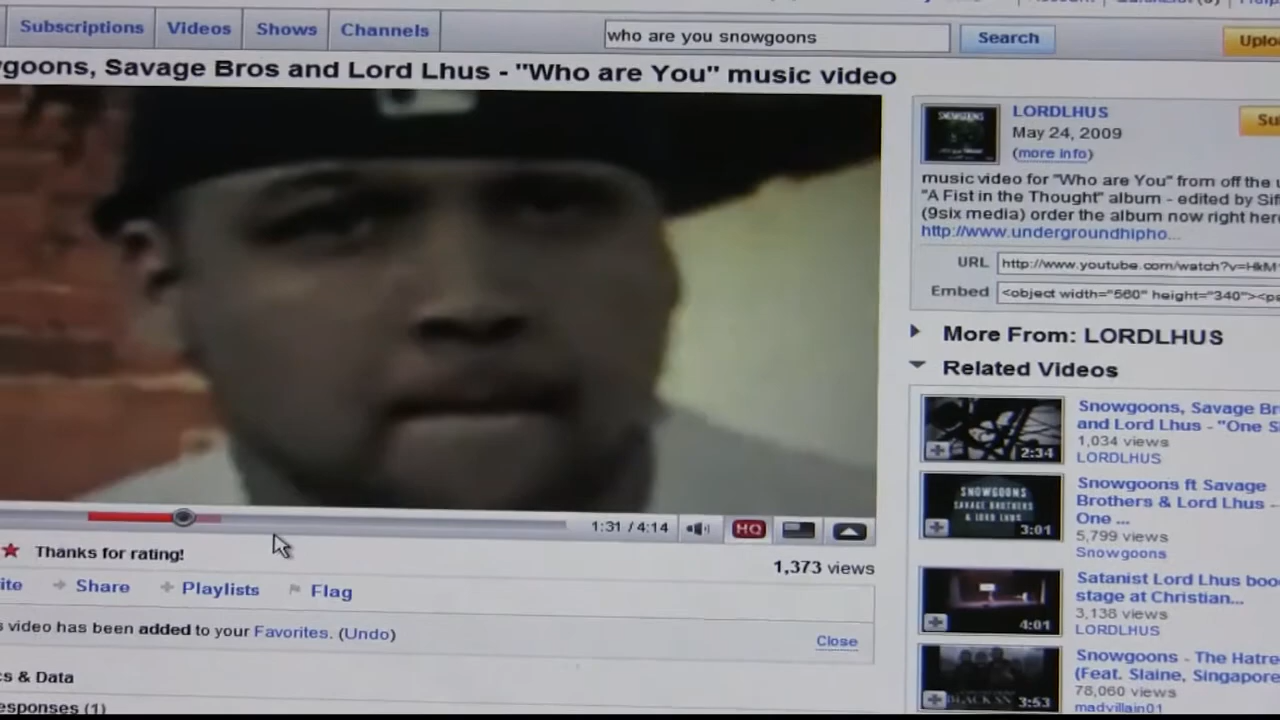 Subscriptions Videos Shows Channels
who are you snowgoons Search
goons, Savage Bros and Lord Lhus - "Who are You" music video
LORDLHUS
May 24, 2009
(more info)
music video for "Who are You" from off the
"A Fist in the Thought" album - edited by
(9six media) order the album now right
http://www.undergroundhipho...
URL http://www.youtube.com/watch?v=
Embed <object width="560" height="340">
More From: LORDLHUS
Related Videos
Snowgoons, Savage
and Lord Lhus - "One
1,034 views
LORDLHUS
2:34
Snowgoons ft Savage
Brothers & Lord Lhus -
One ...
5,799 views
Snowgoons
SNOWGOONS
SAVAGE BROTHERS
& LORD LHUS
3:01
Satanist Lord Lhus
stage at Christian...
3,138 views
LORDLHUS
4:01
Snowgoons - The
(Feat. Slaine, Singapore
78,060 views
madvillain01
3:53
1:31 / 4:14 HQ
Thanks for rating!
1,373 views
Share Playlists Flag
video has been added to your Favorites. (Undo)
Close
& Data
(1)